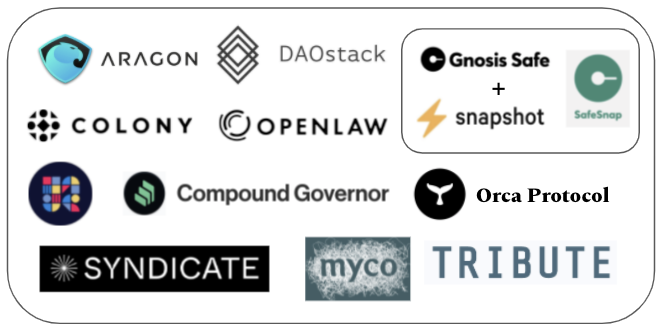 ARAGON
DAOstack
Gnosis Safe
+
snapshot
SafeSnap
COLONY
OPENLAW
Compound Governor
Orca Protocol
SYNDICATE
myco
TRIBUTE